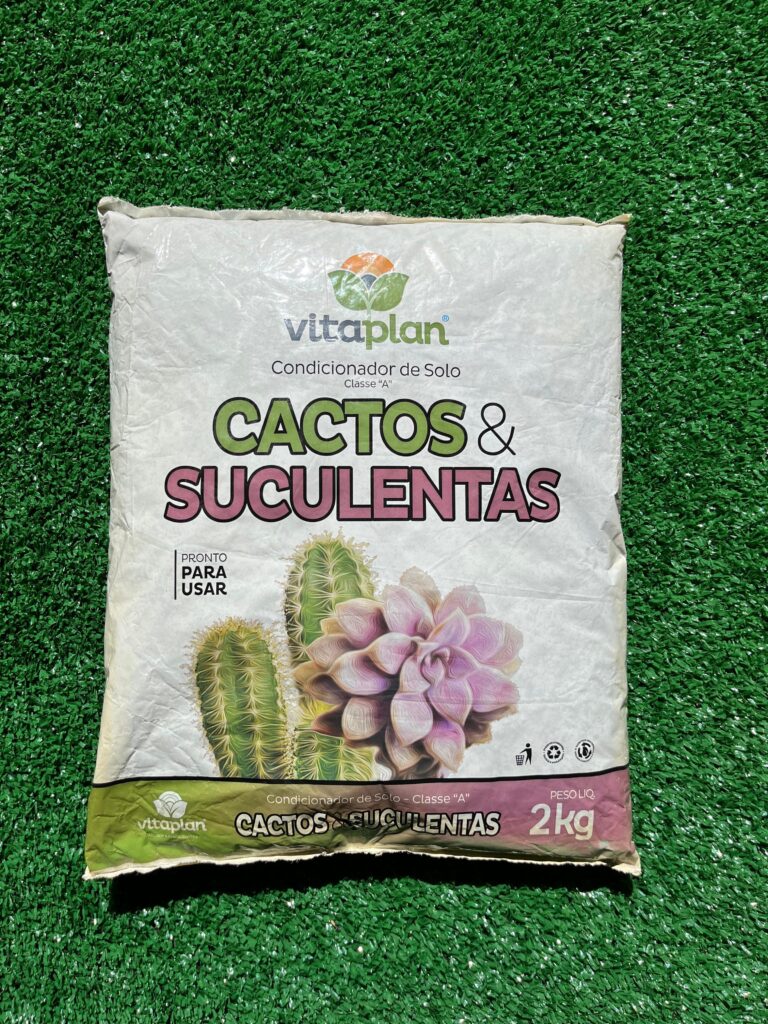 vitaplan®
Condicionador de Solo
Classe "A"
CACTOS &
SUCULENTAS
PRONTO
PARA
USAR
Condicionador de Solo - Classe "A"
PESO LIQ.
vitaplan
CACTOS & SUCULENTAS
2kg